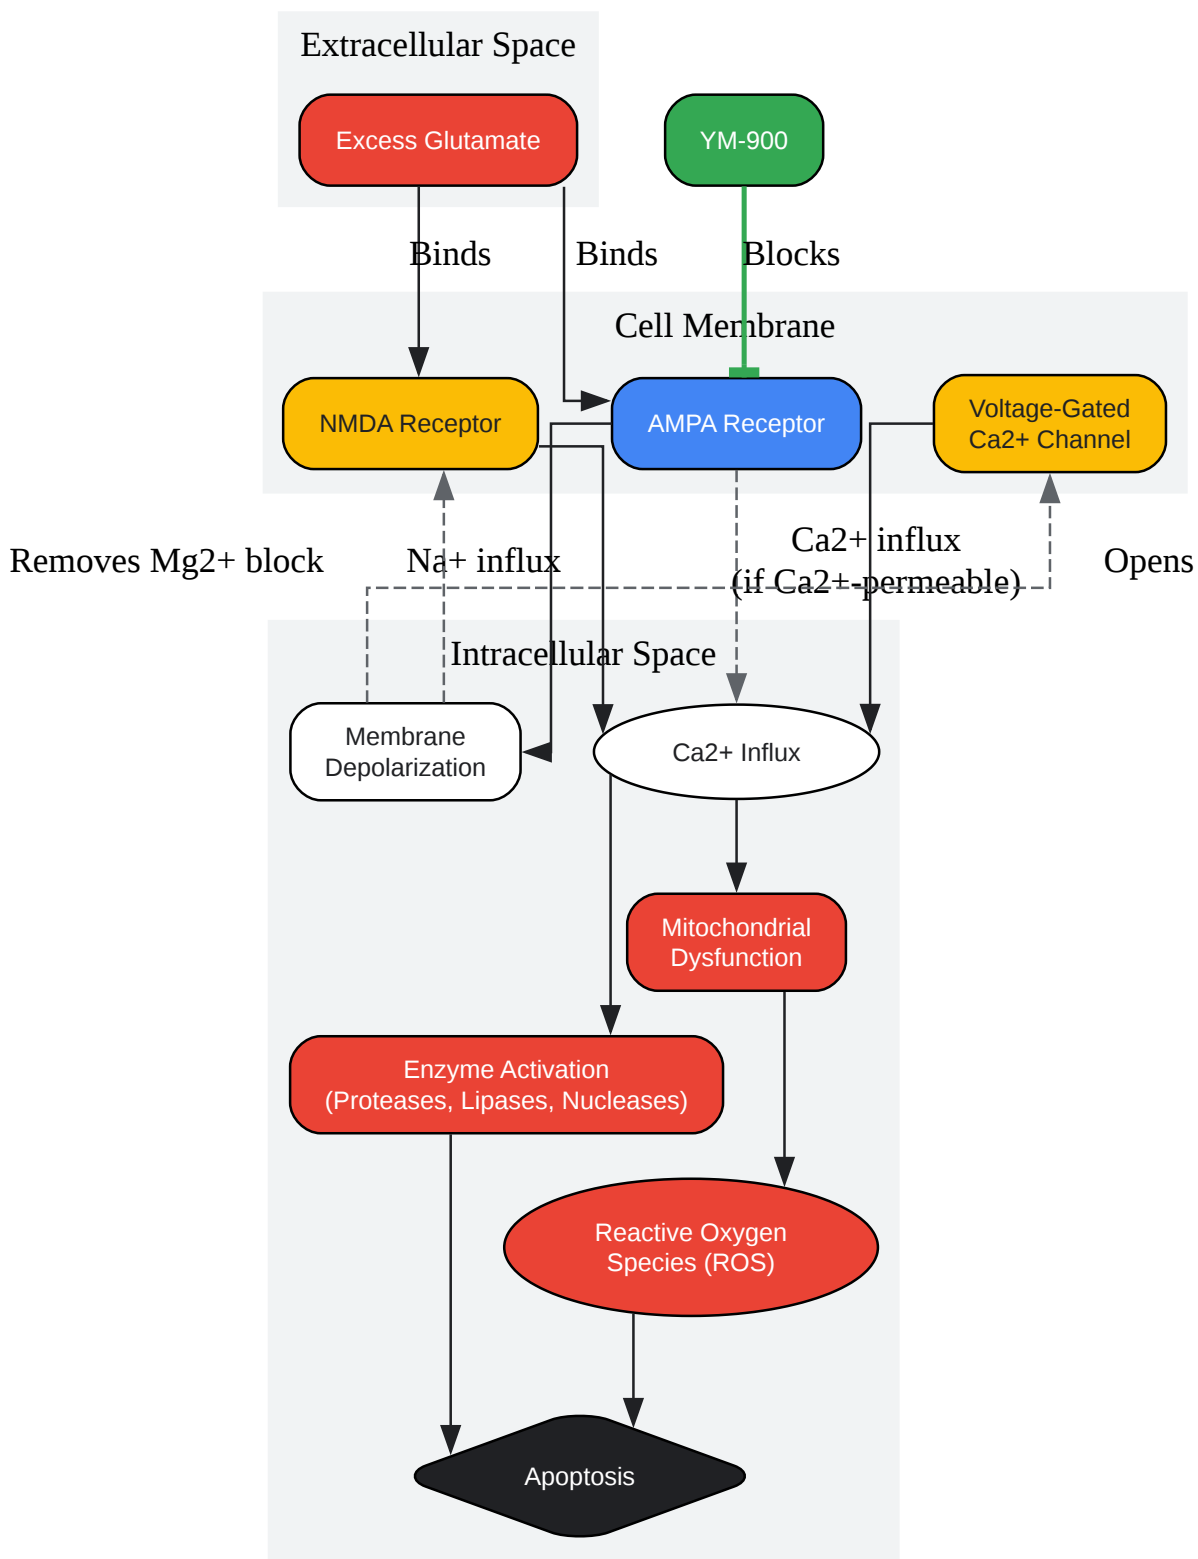 Extracellular Space
Excess Glutamate
YM-900
Binds
Binds
Blocks
Cell Membrane
NMDA Receptor
AMPA Receptor
Voltage-Gated
Ca2+ Channel
Removes Mg2+ block
Na+ influx
Ca2+ influx
(if Ca2+-permeable)
Opens
Intracellular Space
Membrane
Depolarization
Ca2+ Influx
Mitochondrial
Dysfunction
Enzyme Activation
(Proteases, Lipases, Nucleases)
Reactive Oxygen
Species (ROS)
Apoptosis